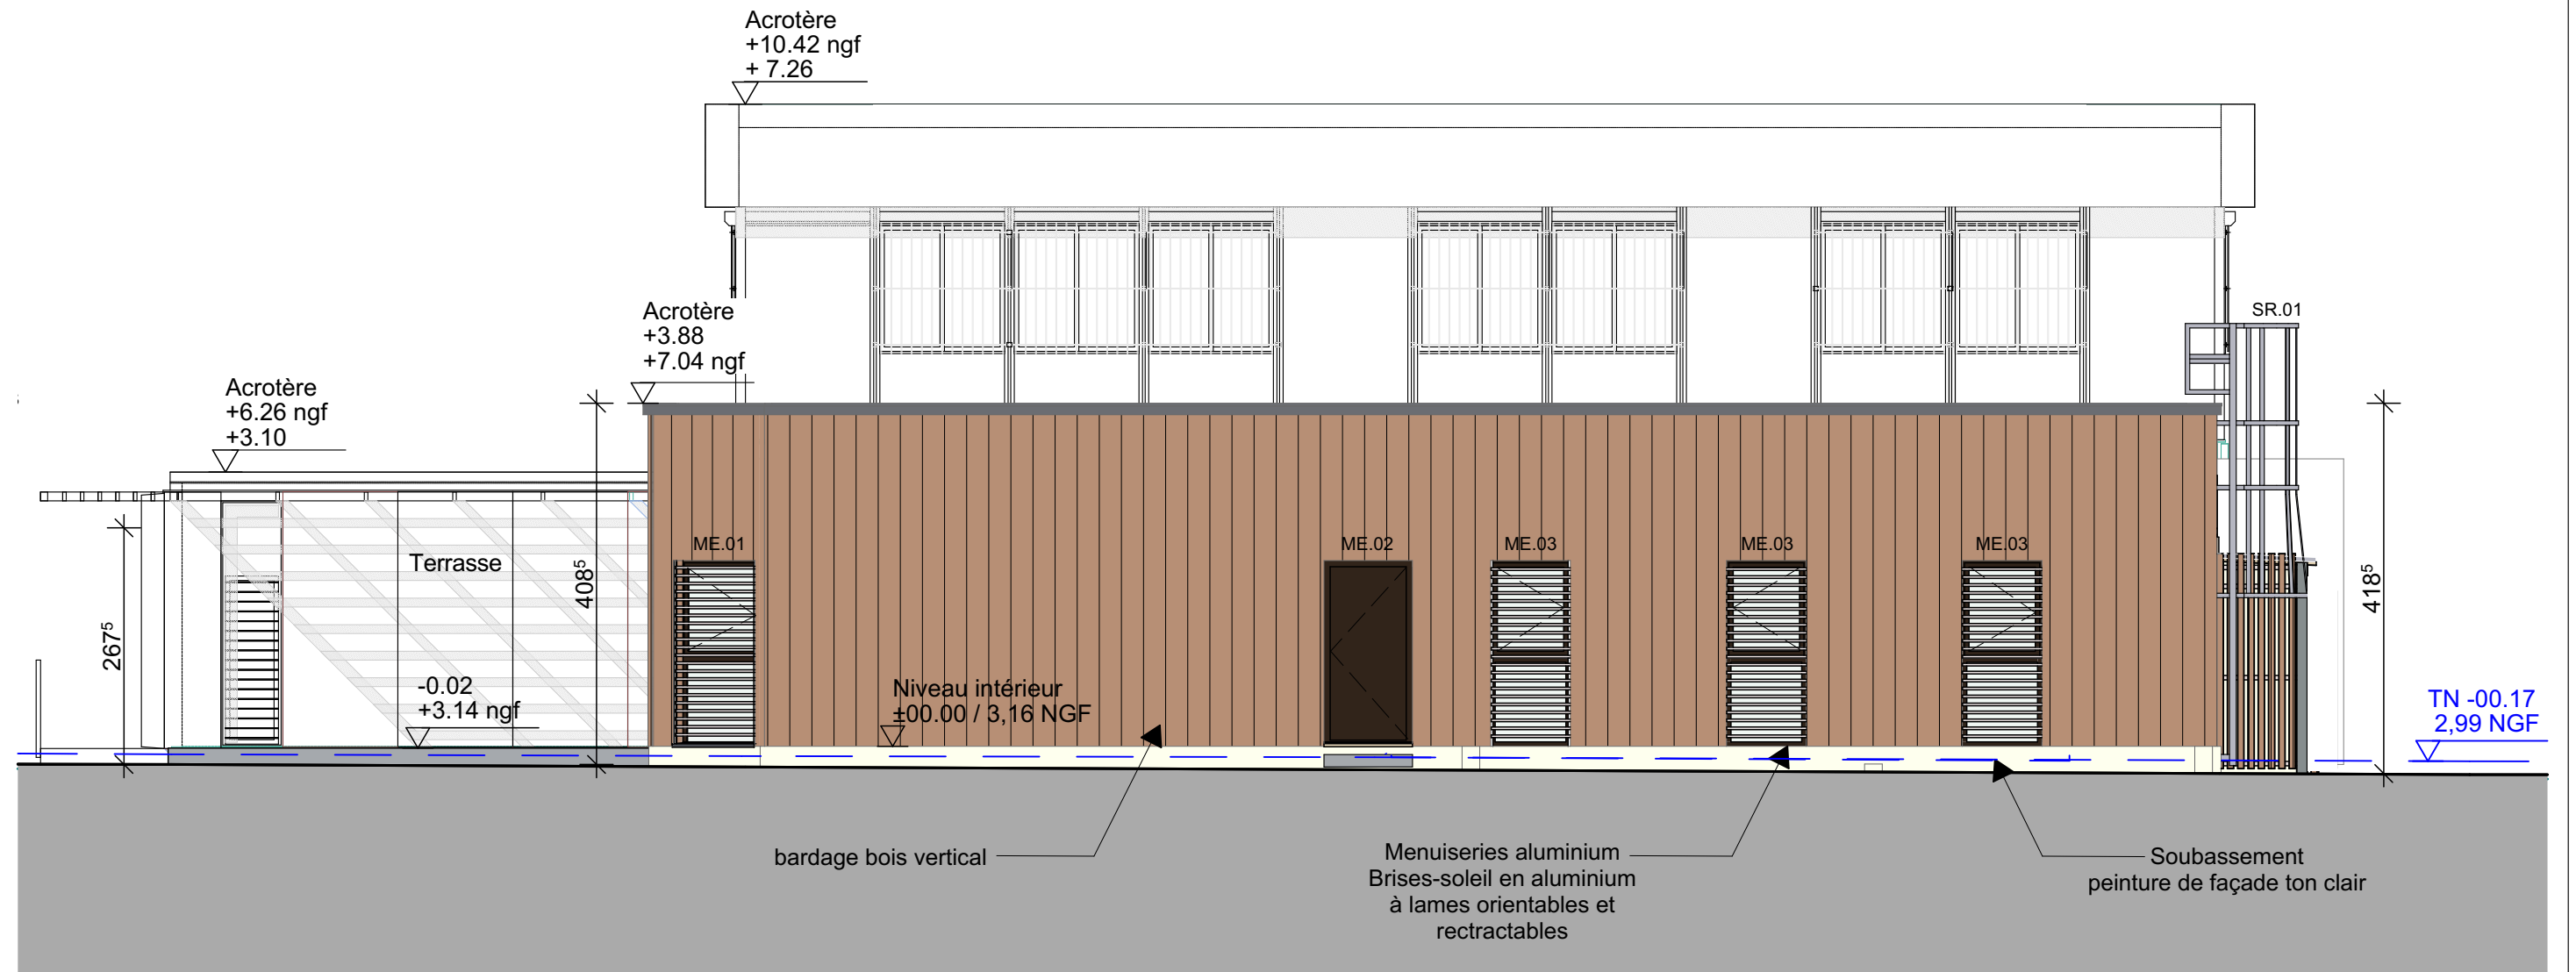 Acrotère
+10.42 ngf
+ 7.26
Acrotère
+3.88
+7.04 ngf
SR.01
Acrotère
+6.26 ngf
+3.10
ME.01
ME.02
ME.03
ME.03
ME.03
Terrasse
408⁵
418⁵
267⁵
-0.02
+3.14 ngf
Niveau intérieur
±00.00 / 3,16 NGF
TN -00.17
2,99 NGF
bardage bois vertical
Menuiseries aluminium
Brises-soleil en aluminium
à lames orientables et
rectractables
Soubassement
peinture de façade ton clair